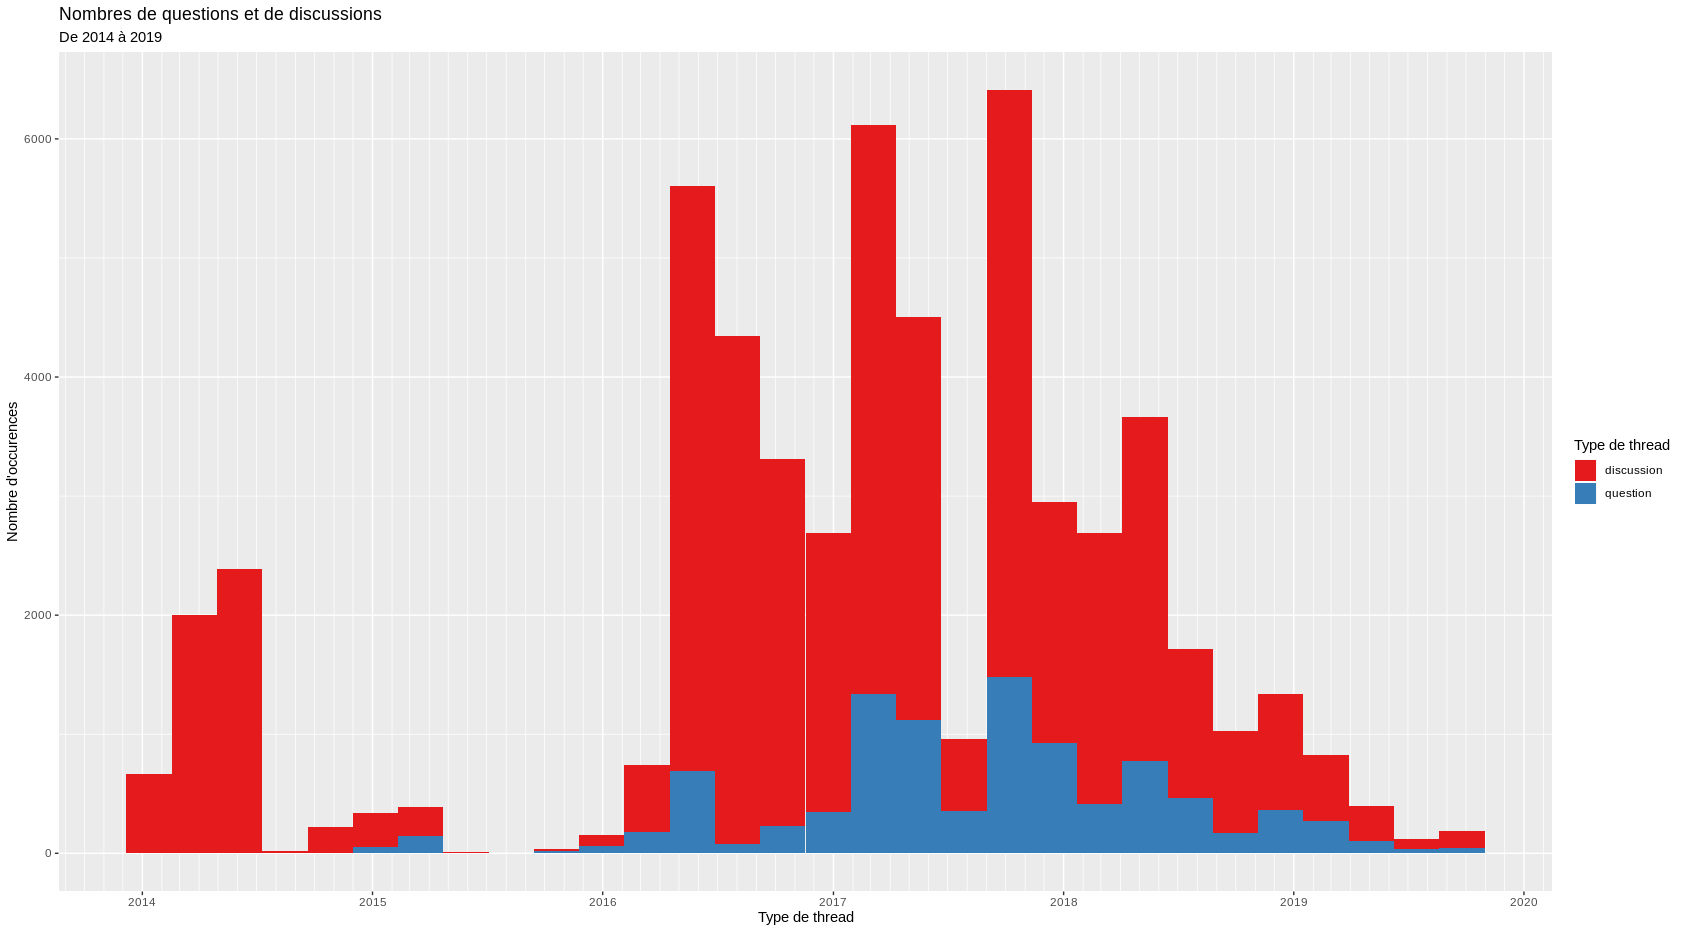 Nombres de questions et de discussions
De 2014 à 2019
Nombre d'occurences
6000
4000
2000
0
2014 2015 2016 2017 2018 2019 2020
Type de thread
Type de thread
discussion
question